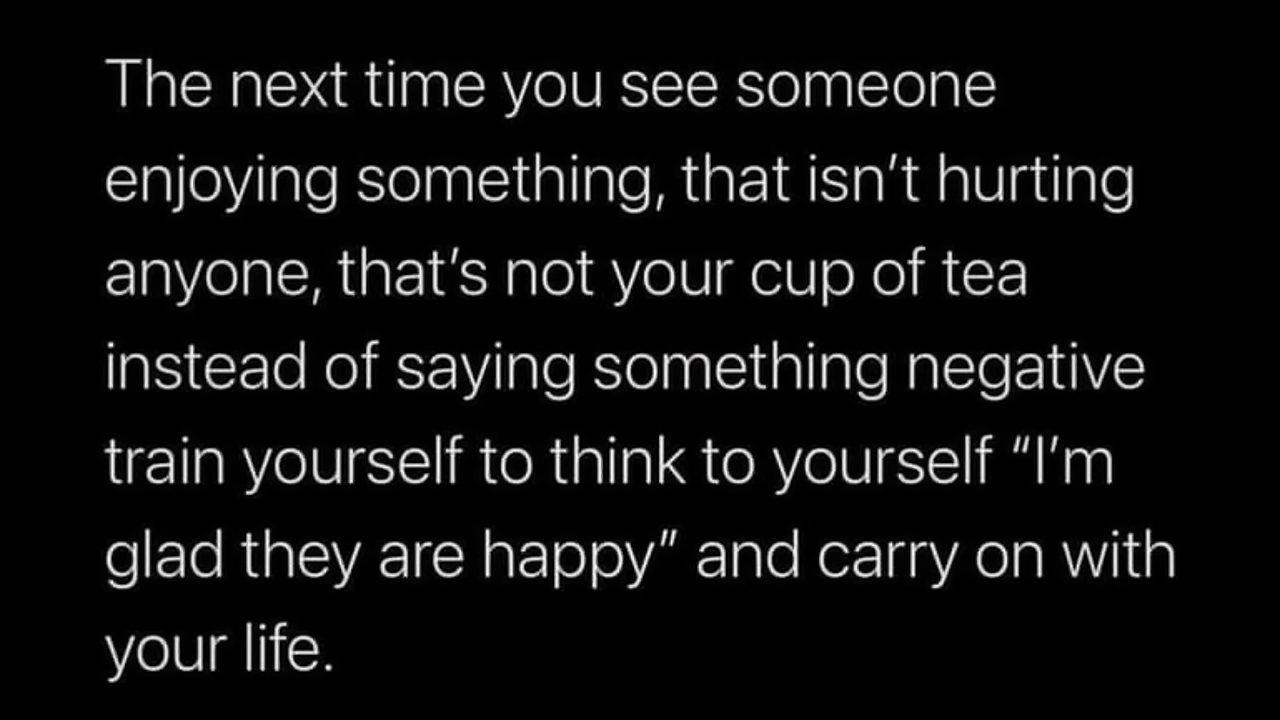 The next time you see someone
enjoying something, that isn’t hurting
anyone, that’s not your cup of tea
instead of saying something negative
train yourself to think to yourself “I’m
glad they are happy” and carry on with
your life.